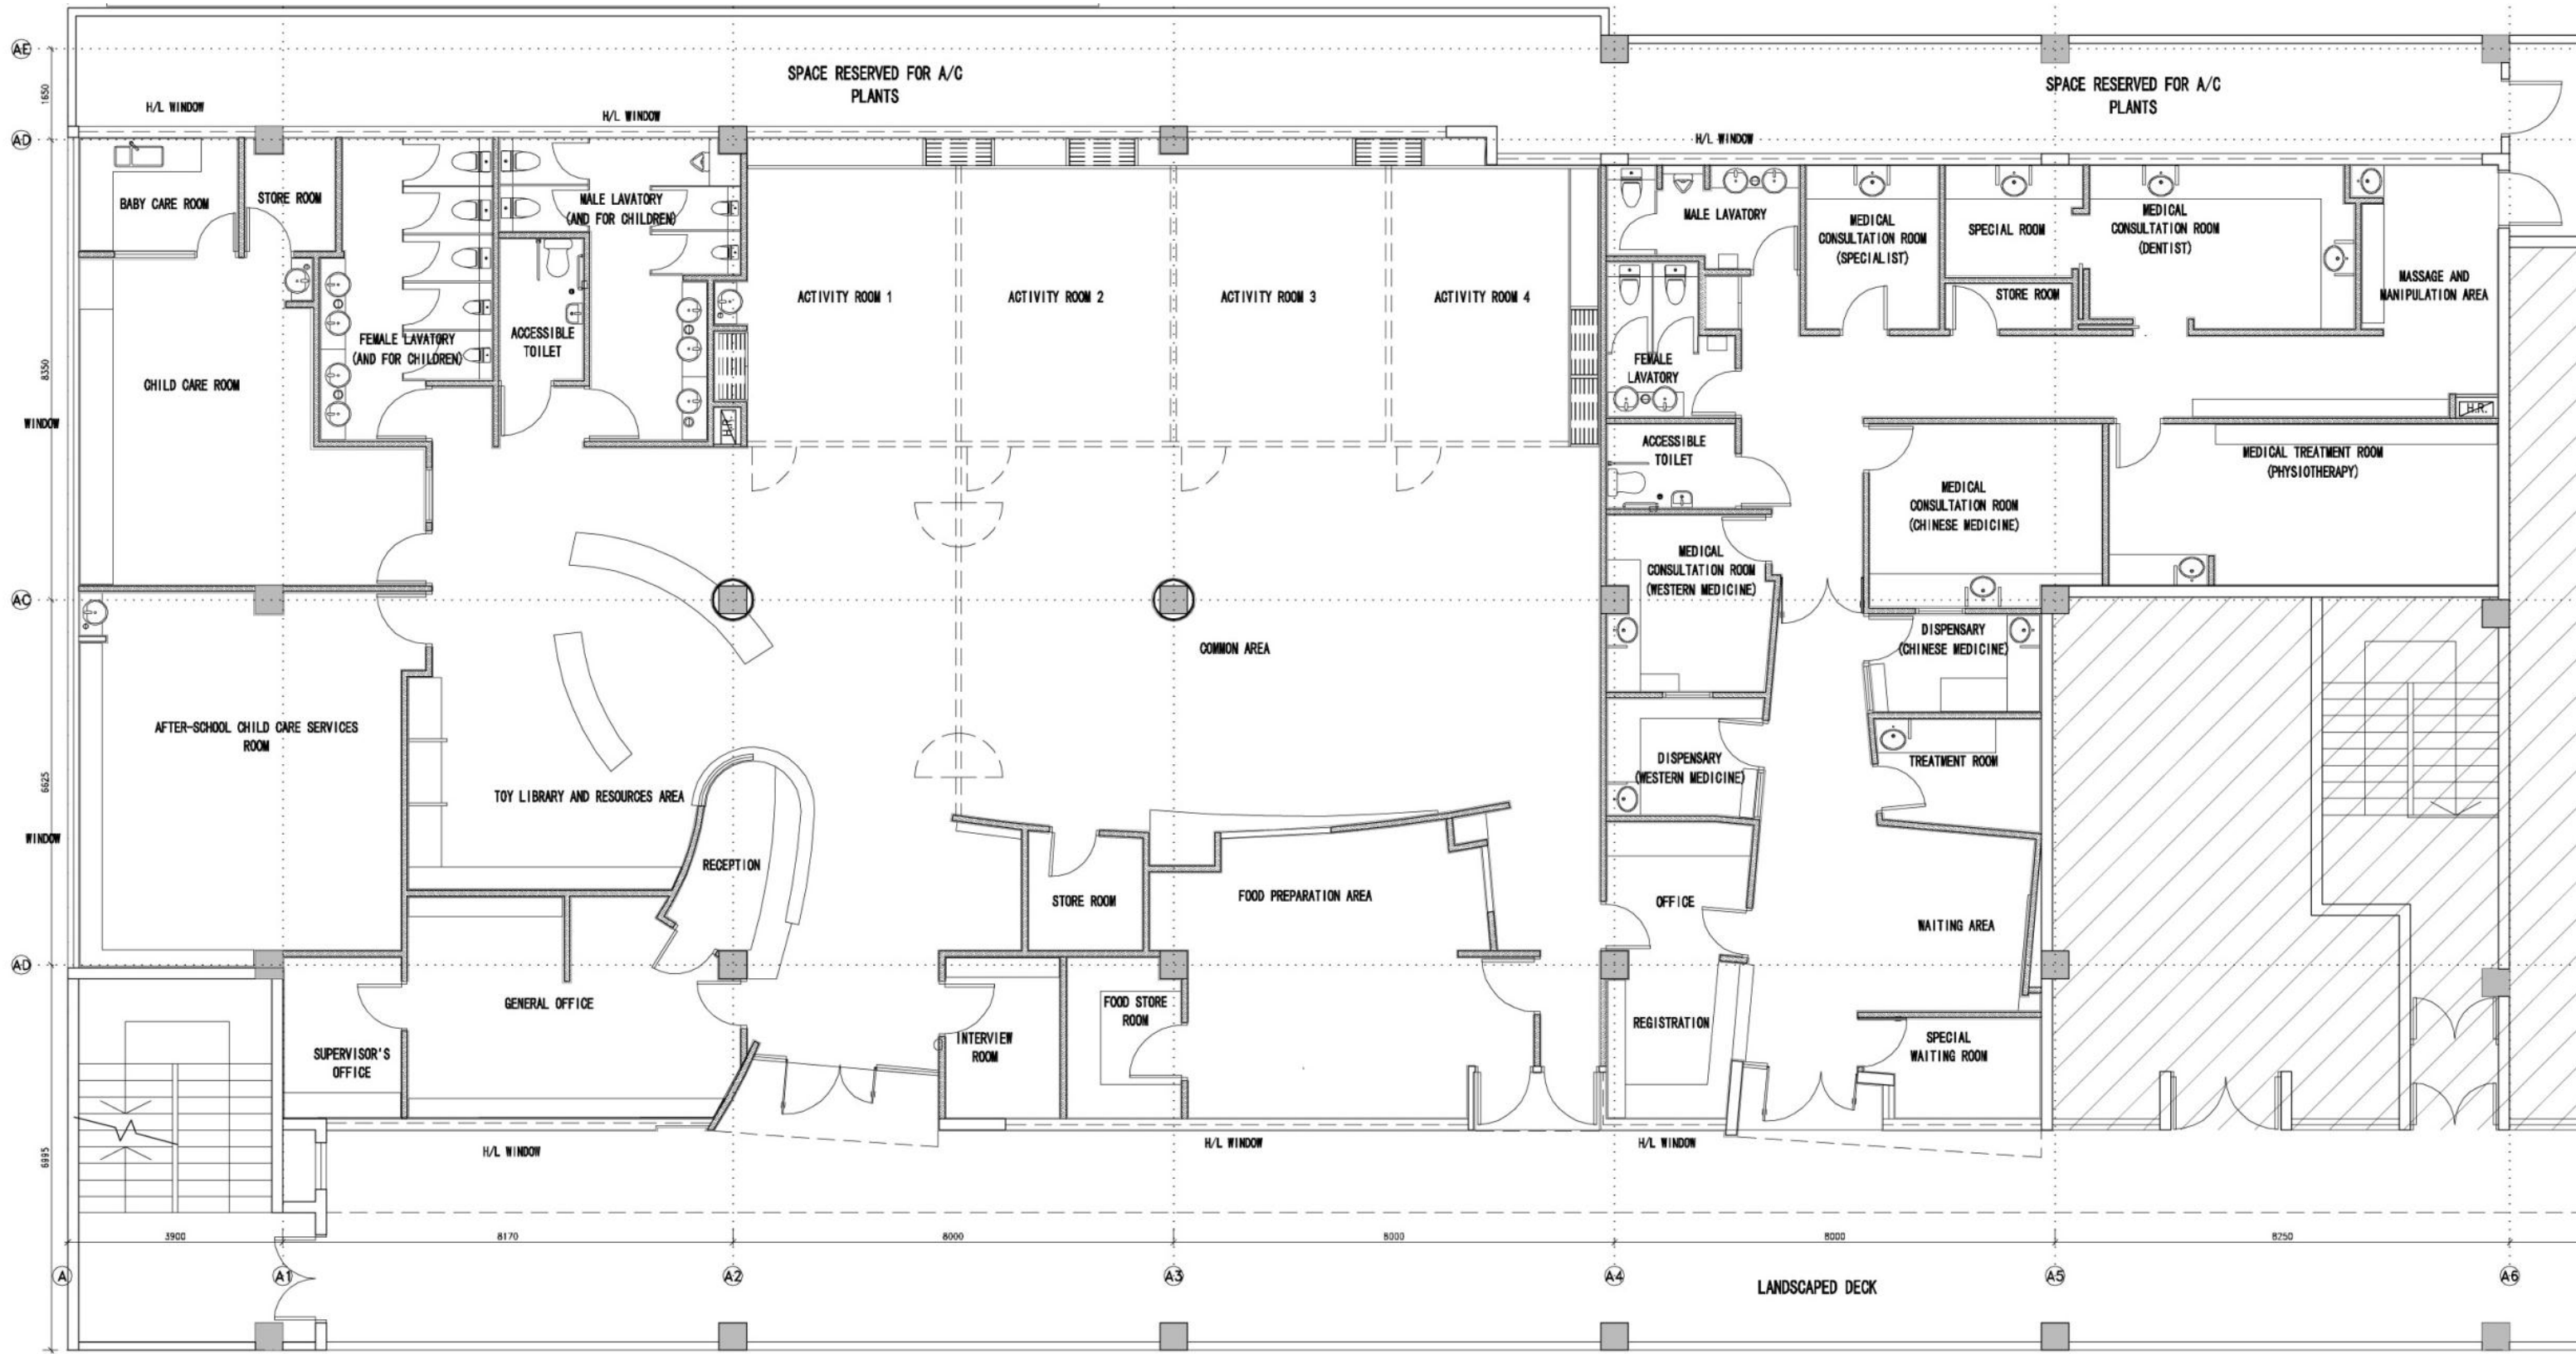 AE
SPACE RESERVED FOR A/C
PLANTS
SPACE RESERVED FOR A/C
PLANTS
1650
H/L WINDOW
H/L WINDOW
H/L WINDOW
AD
BABY CARE ROOM
STORE ROOM
MALE LAVATORY
(AND FOR CHILDREN)
MALE LAVATORY
MEDICAL
CONSULTATION ROOM
(SPECIALIST)
SPECIAL ROOM
MEDICAL
CONSULTATION ROOM
(DENTIST)
MASSAGE AND
MANIPULATION AREA
STORE ROOM
ACTIVITY ROOM 1
ACTIVITY ROOM 2
ACTIVITY ROOM 3
ACTIVITY ROOM 4
FEMALE LAVATORY
(AND FOR CHILDREN)
ACCESSIBLE
TOILET
8350
CHILD CARE ROOM
FEMALE
LAVATORY
WINDOW
H.R.
H.R.
ACCESSIBLE
TOILET
MEDICAL
CONSULTATION ROOM
(CHINESE MEDICINE)
MEDICAL TREATMENT ROOM
(PHYSIOTHERAPY)
MEDICAL
CONSULTATION ROOM
(WESTERN MEDICINE)
AC
COMMON AREA
DISPENSARY
(CHINESE MEDICINE)
AFTER-SCHOOL CHILD CARE SERVICES
ROOM
6625
TOY LIBRARY AND RESOURCES AREA
DISPENSARY
(WESTERN MEDICINE)
TREATMENT ROOM
WINDOW
RECEPTION
STORE ROOM
FOOD PREPARATION AREA
OFFICE
WAITING AREA
AD
GENERAL OFFICE
FOOD STORE
ROOM
INTERVIEW
ROOM
REGISTRATION
SPECIAL
WAITING ROOM
SUPERVISOR'S
OFFICE
6995
H/L WINDOW
H/L WINDOW
H/L WINDOW
3900
8170
8000
8000
8000
8250
A
A1
A2
A3
A4
A5
A6
LANDSCAPED DECK